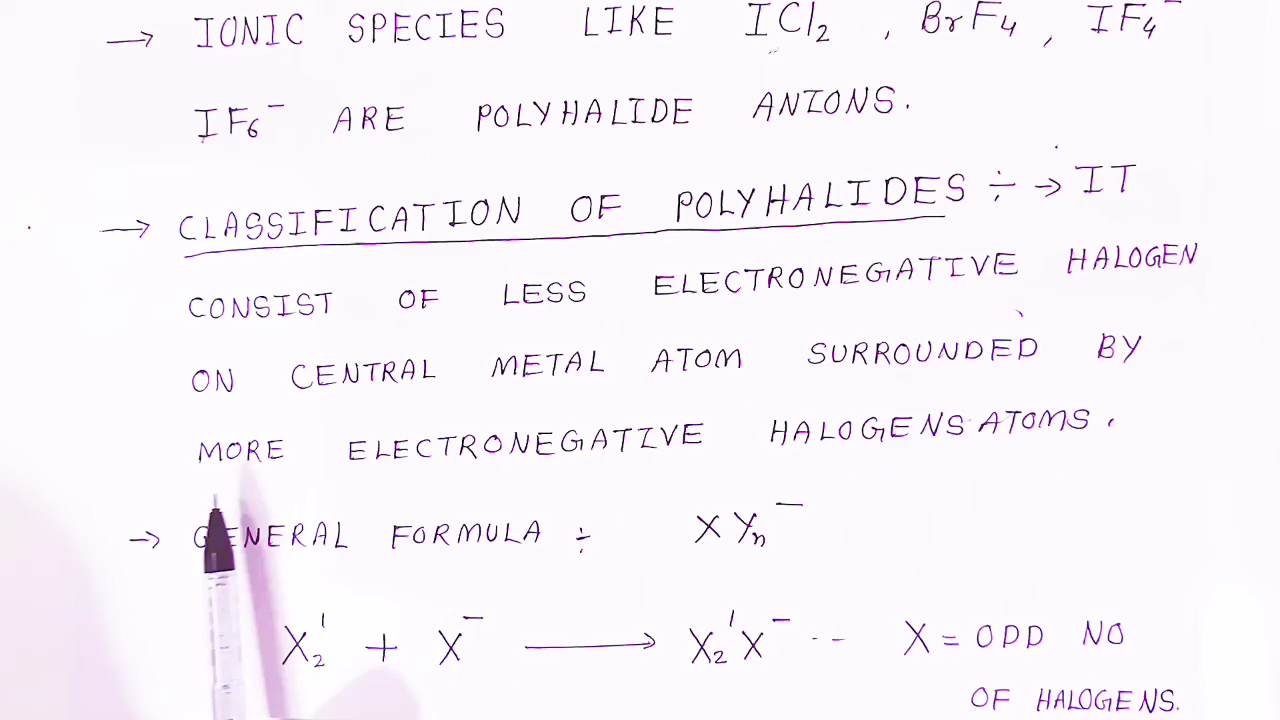 → IONIC SPECIES LIKE ICl₂ , BrF₄ , IF₄⁻
IF₆⁻ ARE POLYHALIDE ANIONS.
→ CLASSIFICATION OF POLYHALIDES ÷ → IT
CONSIST OF LESS ELECTRONEGATIVE HALOGEN
ON CENTRAL METAL ATOM SURROUNDED BY
MORE ELECTRONEGATIVE HALOGENS ATOMS.
→ GENERAL FORMULA ÷ XYₙ⁻
X₂' + X⁻ ⟶ X₂'X⁻ -- X = ODD NO
OF HALOGENS.